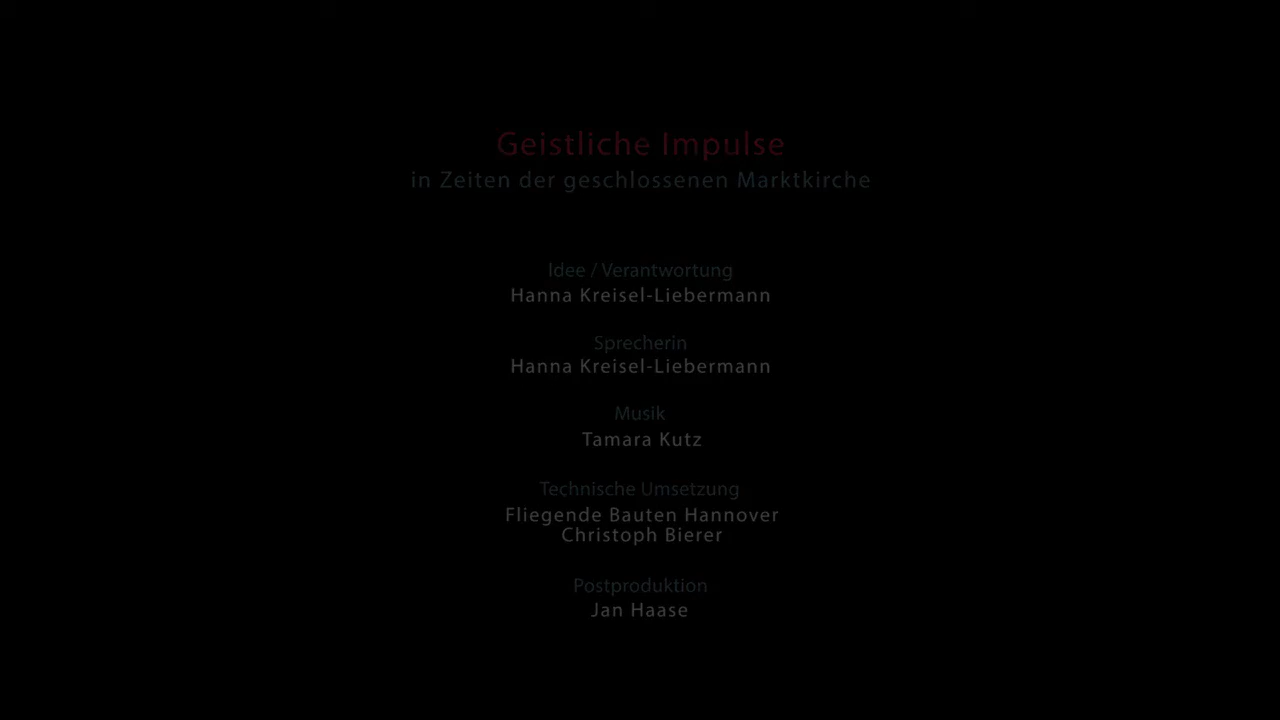 Geistliche Impulse
in Zeiten der geschlossenen Marktkirche
Idee / Verantwortung
Hanna Kreisel-Liebermann
Sprecherin
Hanna Kreisel-Liebermann
Musik
Tamara Kutz
Technische Umsetzung
Fliegende Bauten Hannover
Christoph Bierer
Postproduktion
Jan Haase